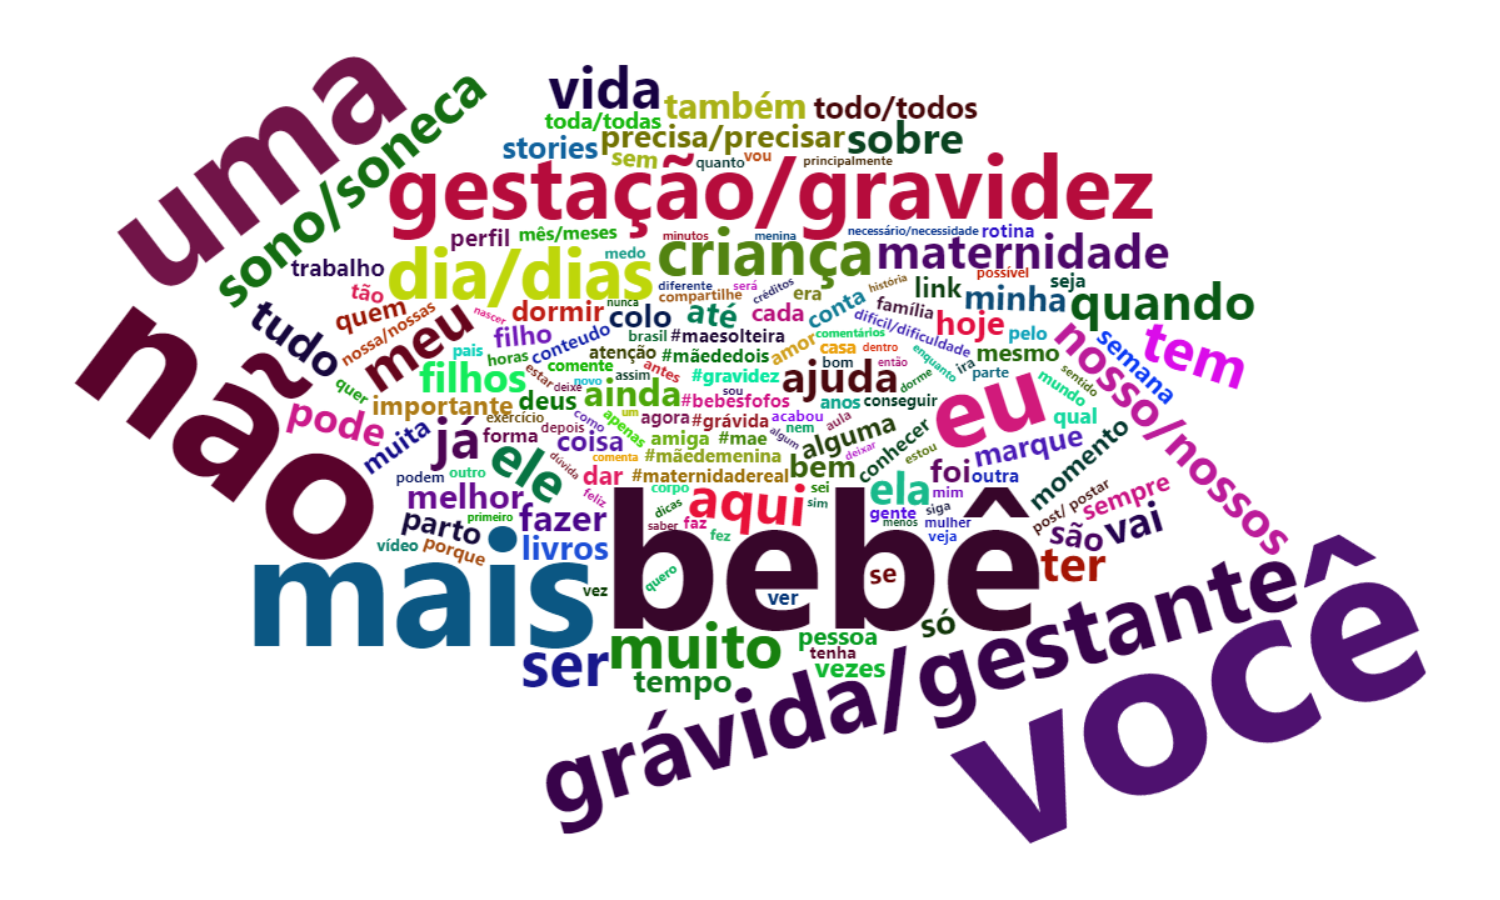 uma
sono/soneca
vida
também
todo/todos
toda/todas
precisa/precisar
sobre
stories
sem
quanto
vou
principalmente
gestação/gravidez
perfil
mês/meses
minutos
menina
necessário/necessidade
rotina
trabalho
dia/dias
medo
criança
maternidade
tão
diferente
será
créditos
história
possível
seja
quem
nunca
compartilhe
era
conta
link
minha
quando
tudo
nossa/nossas
meu
nascer
dormir
colo
até
cada
família
hoje
pelo
não
filho
conteudo
brasil
#maesolteira
amor
comentários
dificil/dificuldade
mesmo
nosso/nossos
semana
tem
pais
horas
atenção
#mãededois
casa
dentro
enquanto
quer
filhos
estar
comente
assim
antes
#gravidez
ajuda
bom
então
ira
parte
sentido
novo
deixe
ainda
sou
dorme
mundo
importante
deus
#bebesfofos
anos
conseguir
eu
qual
pode
exercício
como
um
agora
#grávida
acabou
aula
muita
já
forma
depois
apenas
coisa
amiga
#mae
nem
algum
alguma
marque
momento
ele
dúvida
comenta
#mãedemenina
deixar
conhecer
estou
podem
outro
dar
#maternidadereal
bem
foi
outra
melhor
feliz
corpo
aqui
sei
ela
mim
post/ postar
sempre
parto
primeiro
fazer
dicas
sim
gente
siga
são
vai
saber
faz
menos
mulher
vídeo
porque
livros
fez
veja
mais
bebê
quero
se
ter
vez
ver
grávida/gestante
você
ser
muito
pessoa
só
tenha
tempo
vezes